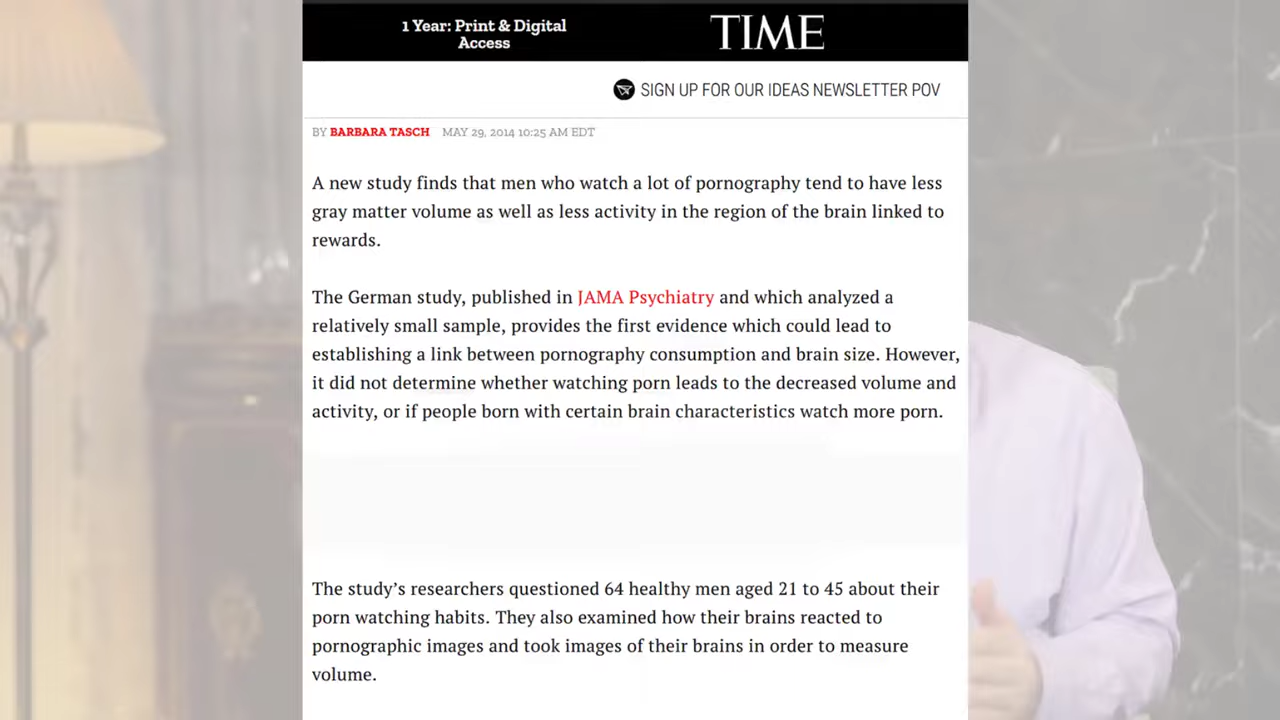 1 Year: Print & Digital
Access
TIME
SIGN UP FOR OUR IDEAS NEWSLETTER POV
BY BARBARA TASCH MAY 29, 2014 10:25 AM EDT
A new study finds that men who watch a lot of pornography tend to have less
gray matter volume as well as less activity in the region of the brain linked to
rewards.
The German study, published in JAMA Psychiatry and which analyzed a
relatively small sample, provides the first evidence which could lead to
establishing a link between pornography consumption and brain size. However,
it did not determine whether watching porn leads to the decreased volume and
activity, or if people born with certain brain characteristics watch more porn.
The study’s researchers questioned 64 healthy men aged 21 to 45 about their
porn watching habits. They also examined how their brains reacted to
pornographic images and took images of their brains in order to measure
volume.